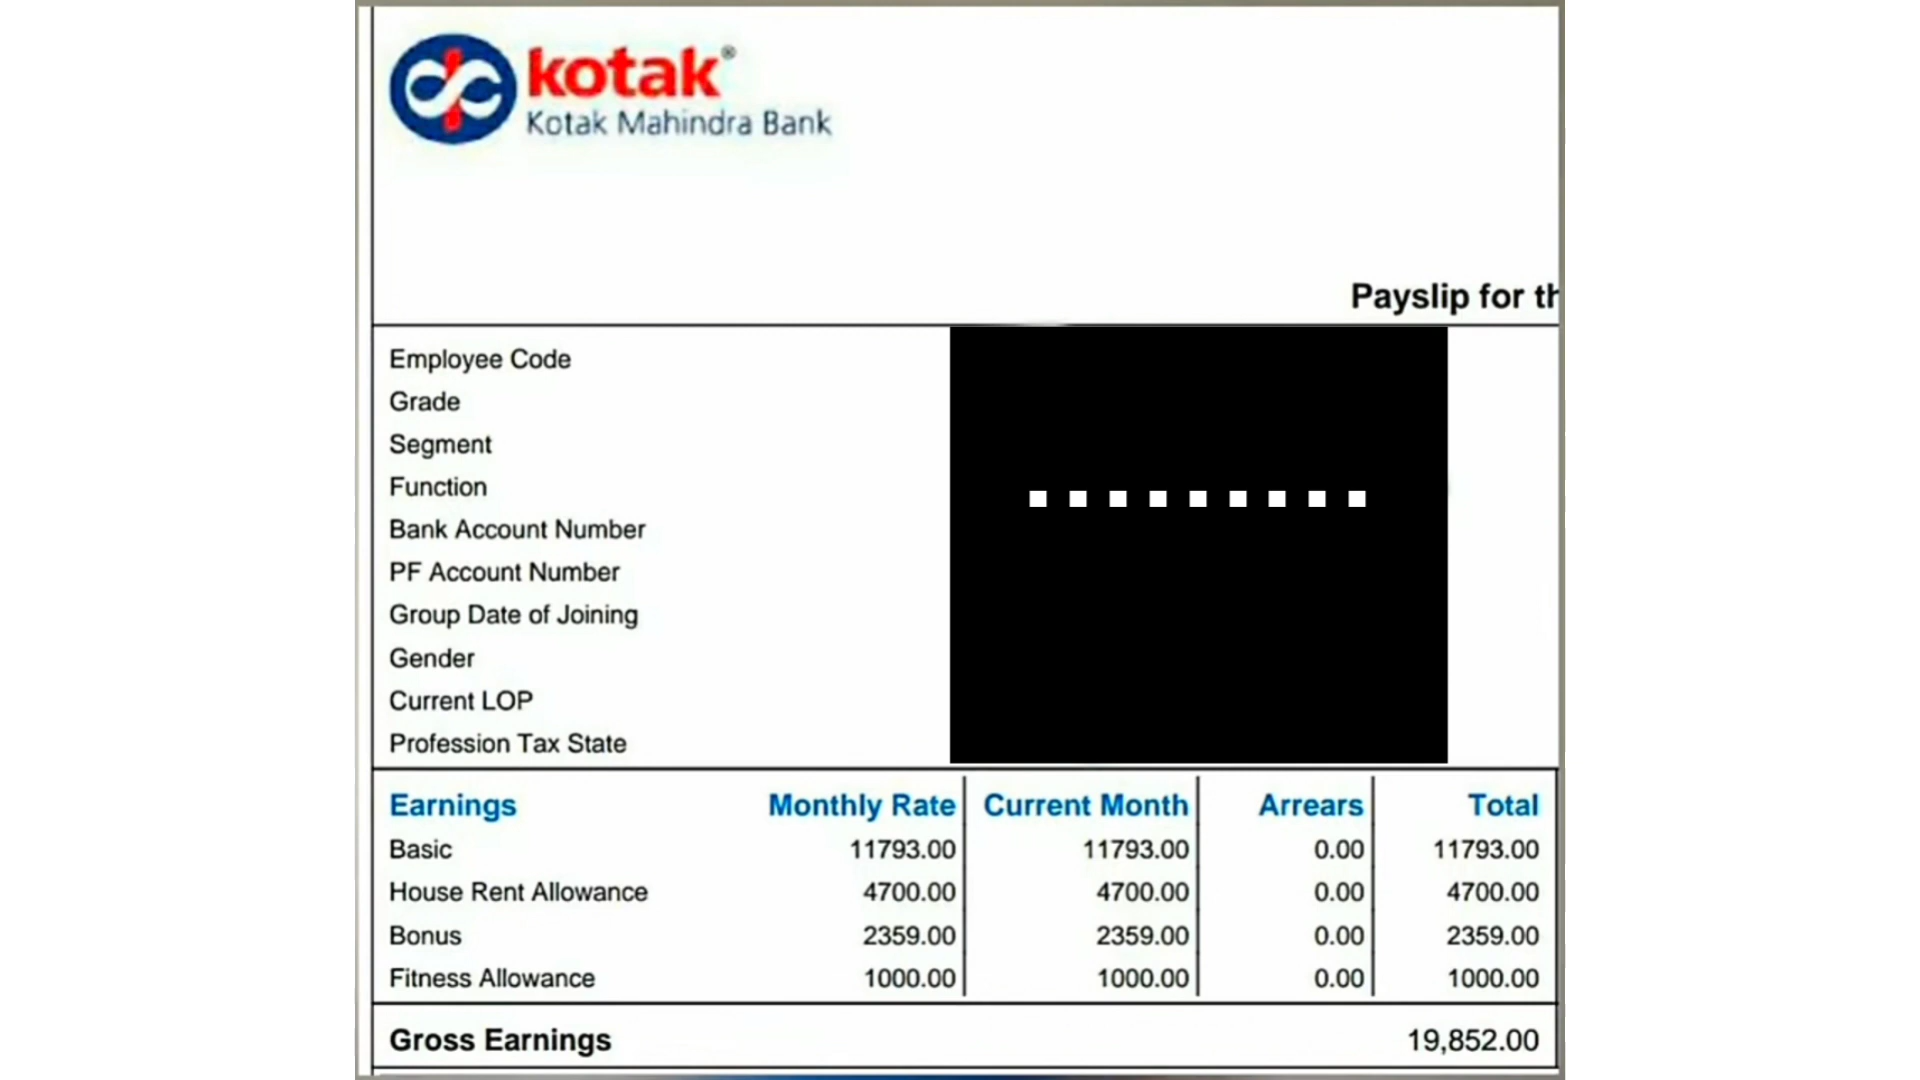 kotak®
Kotak Mahindra Bank
Payslip for th
Employee Code
Grade
Segment
Function
Bank Account Number
PF Account Number
Group Date of Joining
Gender
Current LOP
Profession Tax State
Earnings Monthly Rate Current Month Arrears Total
Basic 11793.00 11793.00 0.00 11793.00
House Rent Allowance 4700.00 4700.00 0.00 4700.00
Bonus 2359.00 2359.00 0.00 2359.00
Fitness Allowance 1000.00 1000.00 0.00 1000.00
Gross Earnings 19,852.00